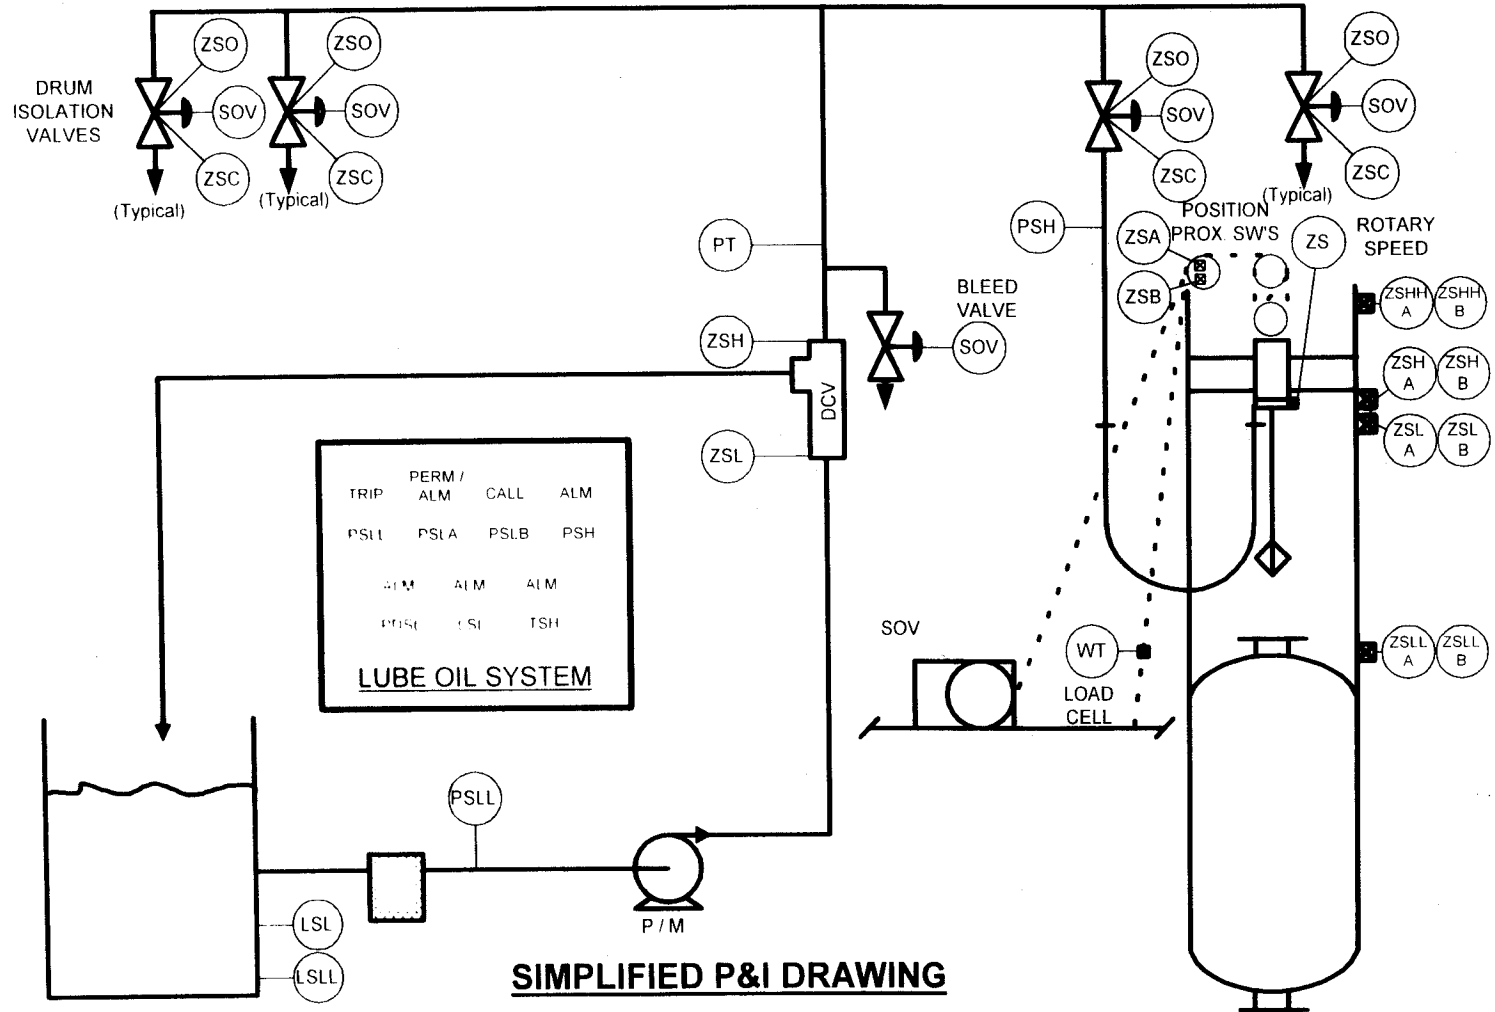 ZSO
ZSO
ZSO
ZSO
DRUM
ISOLATION
VALVES
SOV
SOV
SOV
SOV
ZSC
ZSC
ZSC
ZSC
(Typical)
(Typical)
(Typical)
POSITION
PROX. SW'S
PSH
ZSA
ZSB
ZS
ROTARY
SPEED
PT
BLEED
VALVE
SOV
ZSH
DCV
ZSL
ZSHH
A
ZSHH
B
ZSH
A
ZSH
B
ZSL
A
ZSL
B
TRIP
PERM /
ALM
CALL
ALM
PSLL
PSLA
PSLB
PSH
ALM
ALM
ALM
LSL
TSH
LUBE OIL SYSTEM
SOV
WT
LOAD
CELL
ZSLL
A
ZSLL
B
PSLL
P / M
LSL
LSLL
SIMPLIFIED P&I DRAWING